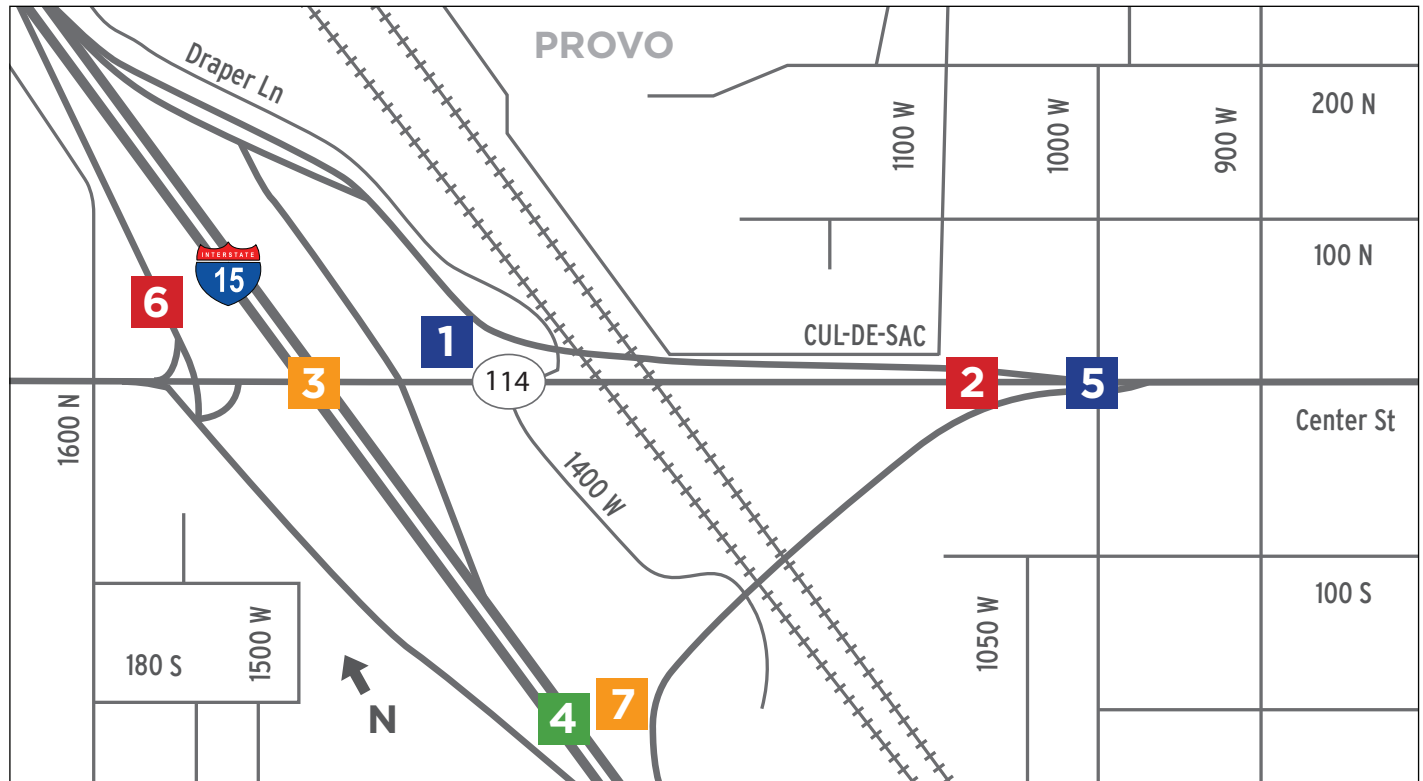 PROVO
Draper Ln
200 N
1100 W
1000 W
900 W
100 N
INTERSTATE
15
6
1
CUL-DE-SAC
3
114
2
5
Center St
1600 N
1400 W
100 S
1050 W
1500 W
180 S
N
4
7